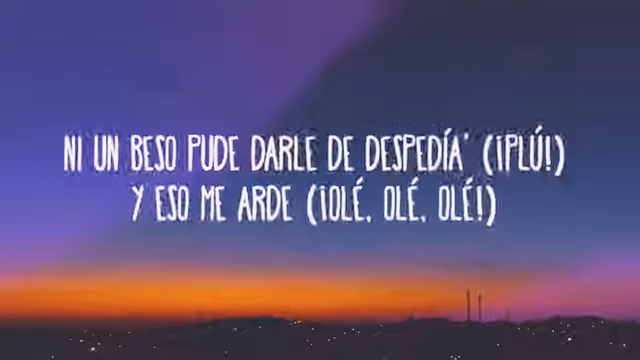 NI UN BESO PUDE DARLE DE DESPEDÍA' (¡PLÚ!)
Y ESO ME ARDE (¡OLÉ, OLÉ, OLÉ!)